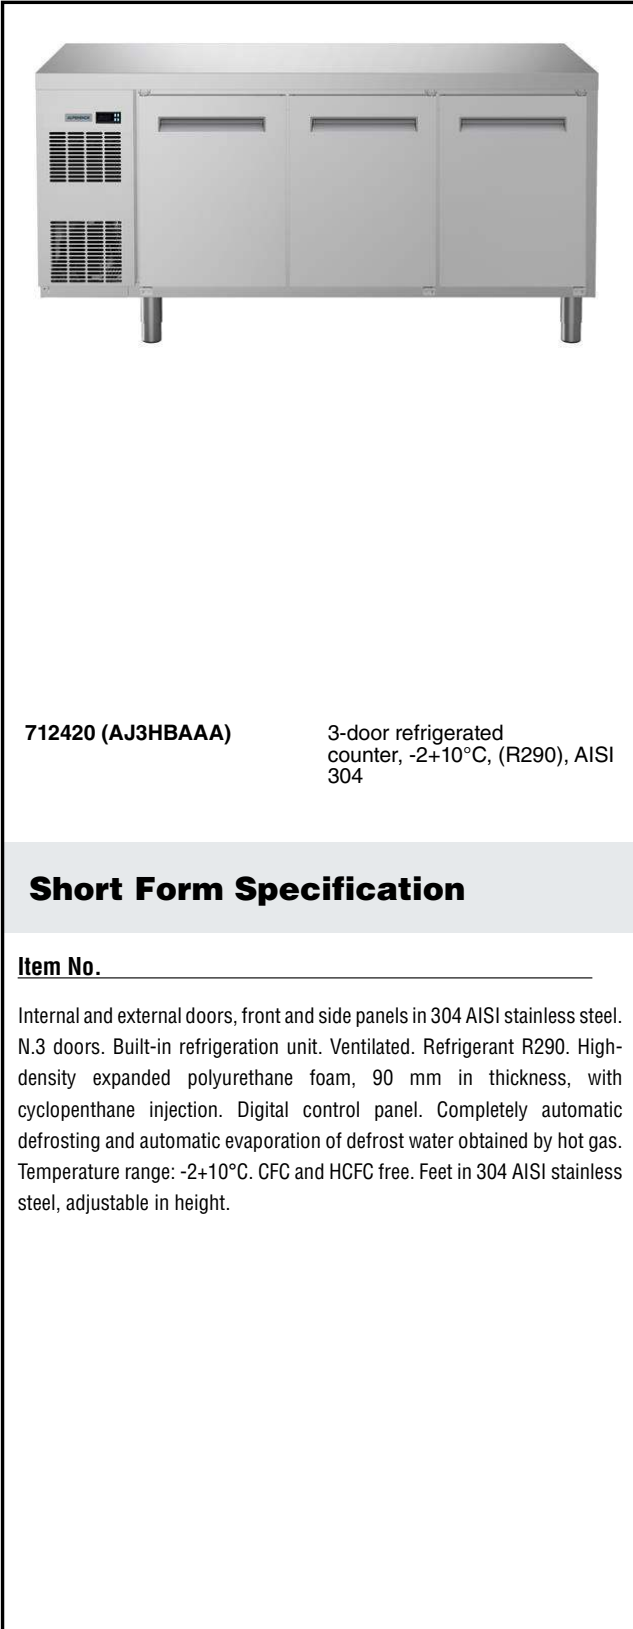 712420 (AJ3HBAAA)
3-door refrigerated
counter, -2+10°C, (R290), AISI
304
Short Form Specification
Item No.
Internal and external doors, front and side panels in 304 AISI stainless steel.
N.3 doors. Built-in refrigeration unit. Ventilated. Refrigerant R290. High-
density expanded polyurethane foam, 90 mm in thickness, with
cyclopenthane injection. Digital control panel. Completely automatic
defrosting and automatic evaporation of defrost water obtained by hot gas.
Temperature range: -2+10°C. CFC and HCFC free. Feet in 304 AISI stainless
steel, adjustable in height.